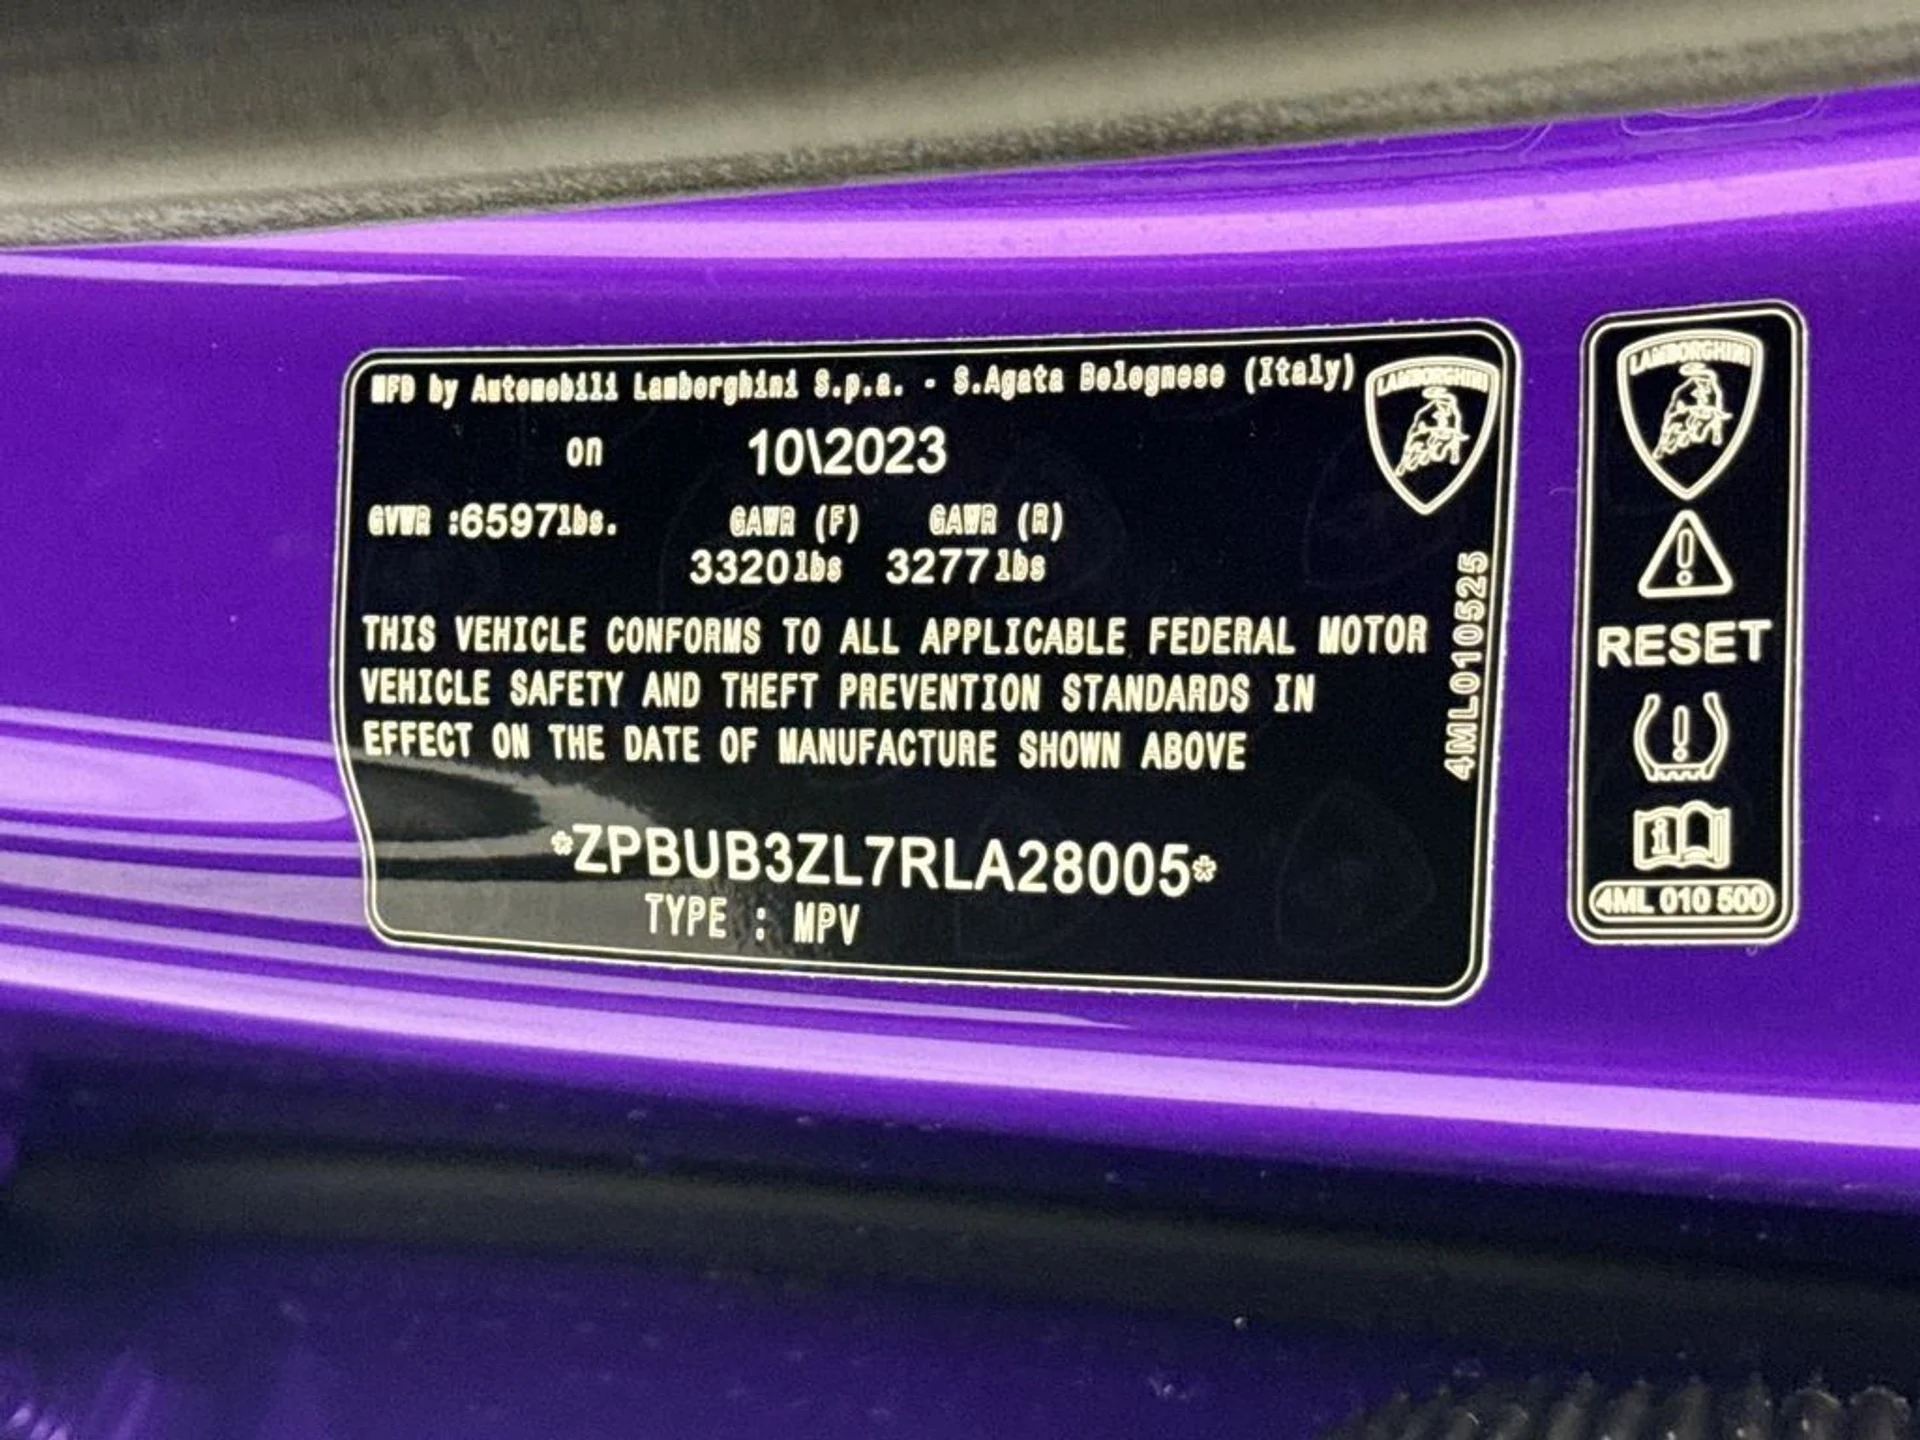 MFD by Automobili Lamborghini S.p.a. - S.Agata Bolognese (Italy)
on 10\2023
GVWR :6597lbs. GAWR (F) GAWR (R)
3320lbs 3277lbs
THIS VEHICLE CONFORMS TO ALL APPLICABLE FEDERAL MOTOR
VEHICLE SAFETY AND THEFT PREVENTION STANDARDS IN
EFFECT ON THE DATE OF MANUFACTURE SHOWN ABOVE
*ZPBUB3ZL7RLA28005*
TYPE : MPV
LAMBORGHINI
4ML010525
LAMBORGHINI
RESET
i
4ML 010 500